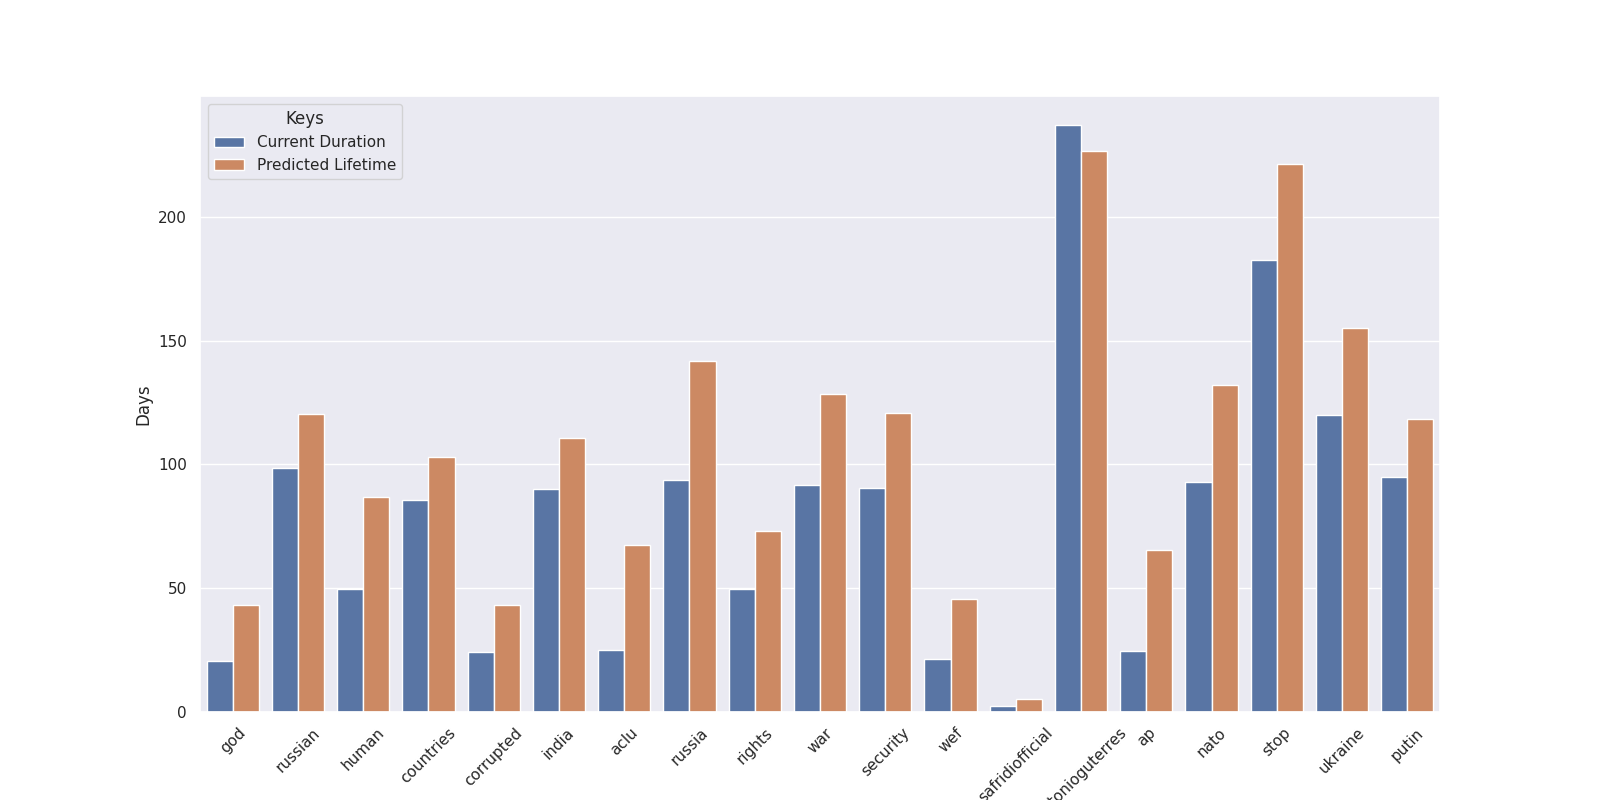 Keys
Current Duration
Predicted Lifetime
Days
200
150
100
50
0
god
russian
human
countries
corrupted
india
aclu
russia
rights
war
security
wef
safridiofficial
tonioguterres
ap
nato
stop
ukraine
putin